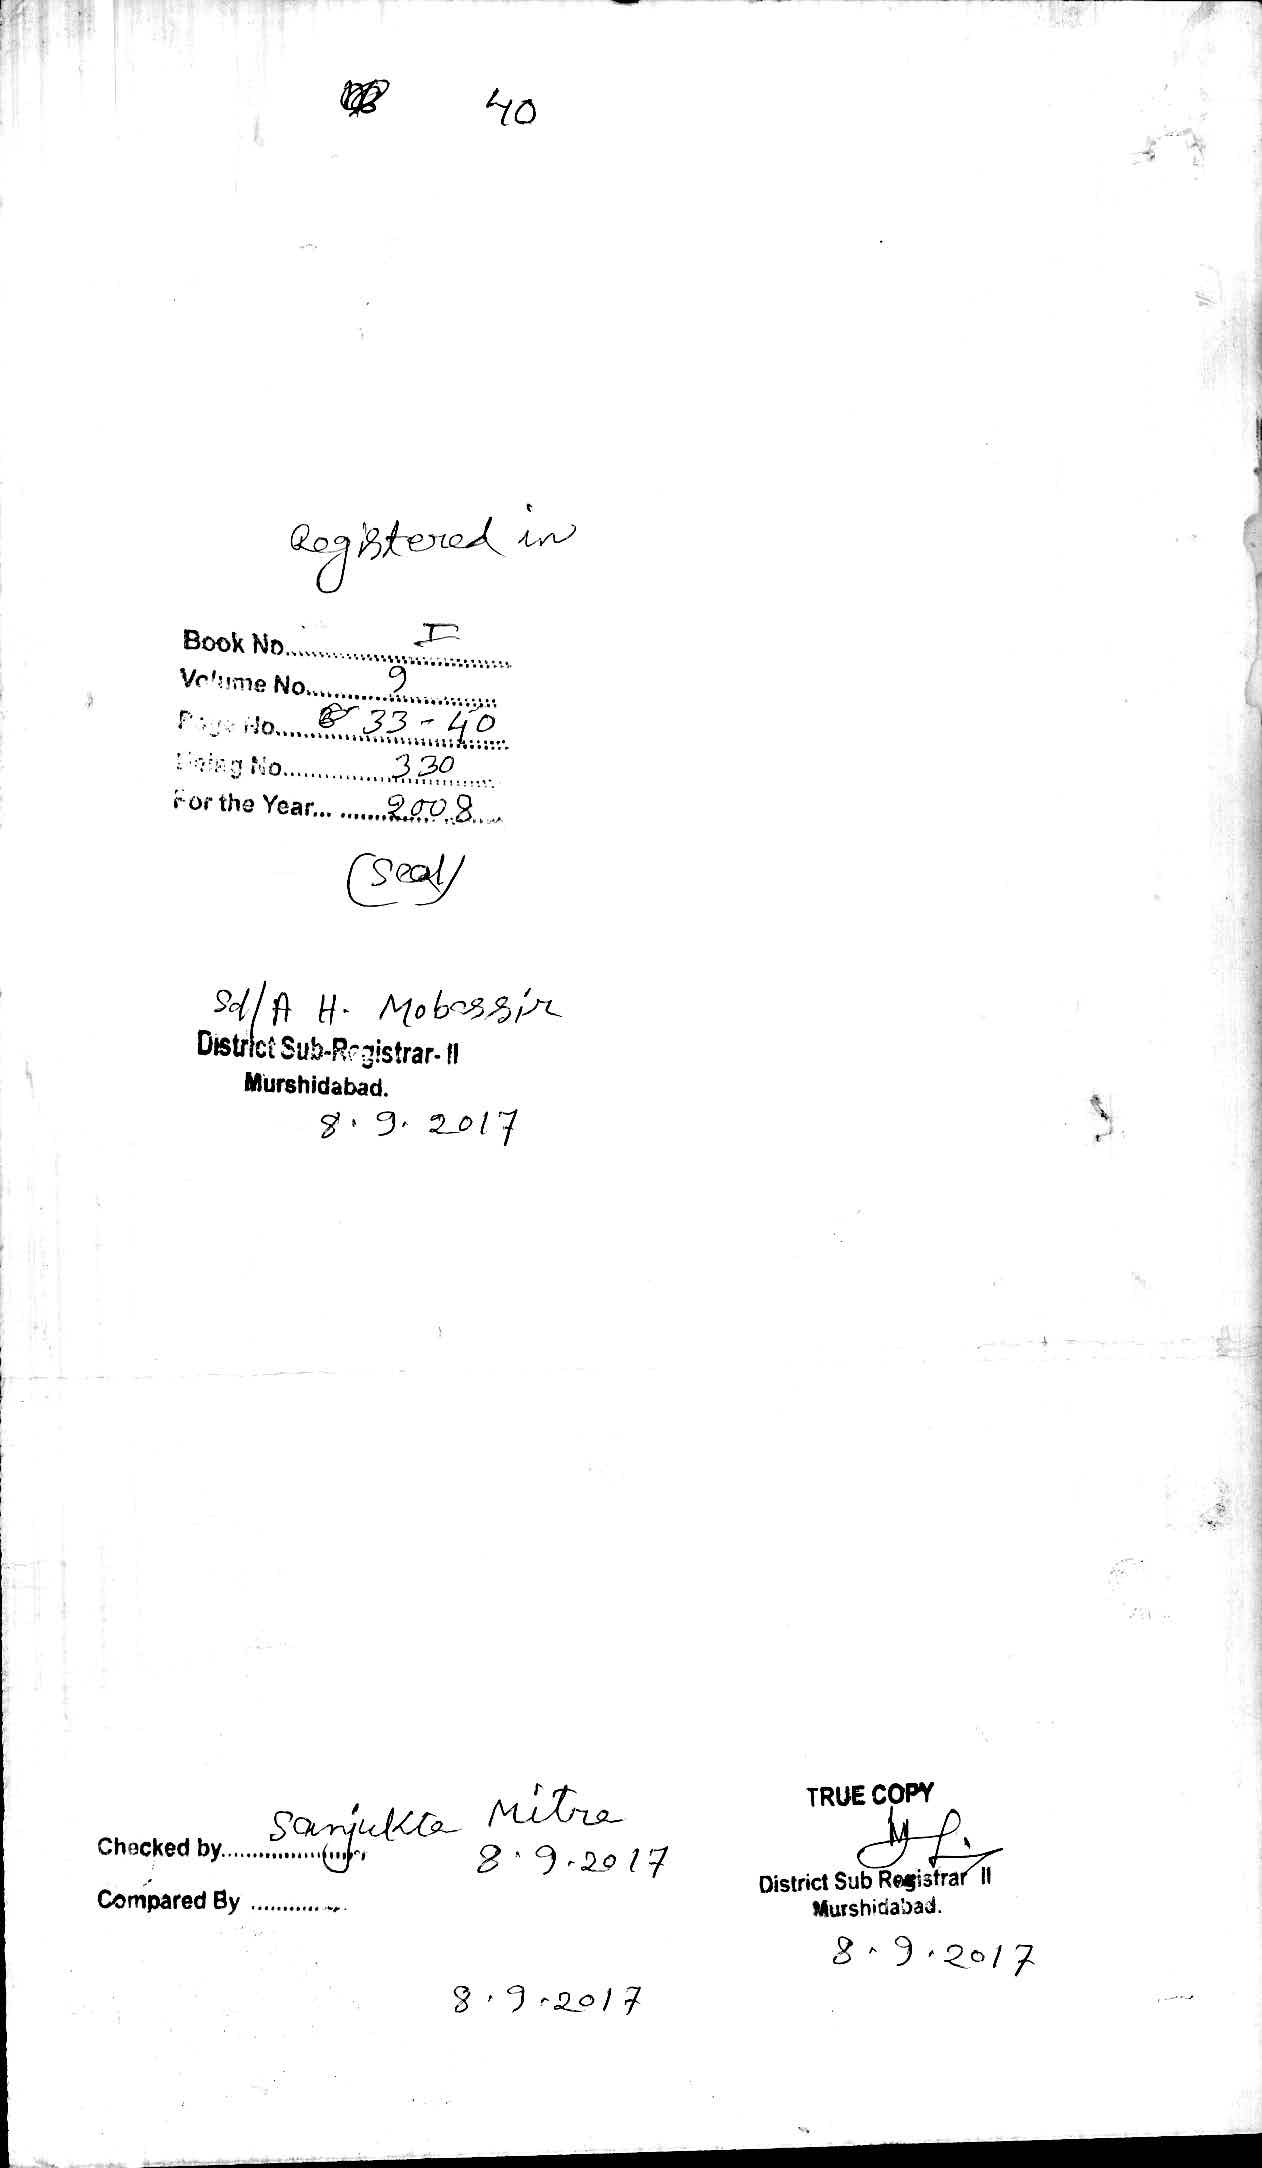 40
Registered in
Book No. I
Volume No. 9
Page No. 33 - 40
Being No. 330
For the Year... 2008
(Seal)
Sd/ A H. Mobassir
District Sub-Registrar- II
Murshidabad.
8. 9. 2017
Sanjukta Mitra
Checked by
8.9.2017
Compared By
8.9.2017
TRUE COPY
District Sub Registrar II
Murshidabad.
8.9.2017